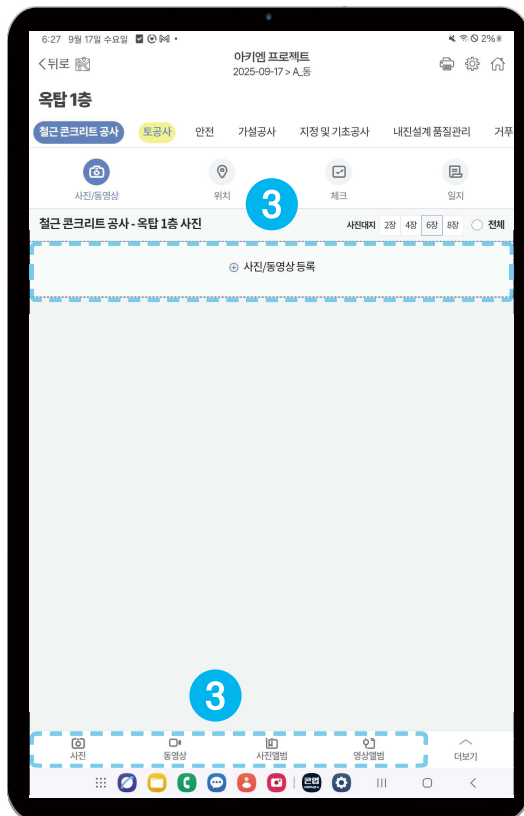 6:27 9월 17일 수요일
2%
뒤로
아키엠 프로젝트
2025-09-17 > A_동
옥탑 1층
철근 콘크리트 공사 토공사 안전 가설공사 지정 및 기초공사 내진설계 품질관리 거푸
사진/동영상 위치 체크 일지
3
철근 콘크리트 공사 - 옥탑 1층 사진 사진대지 2장 4장 6장 8장 전체
사진/동영상 등록
3
사진 동영상 사진앨범 영상앨범 더보기